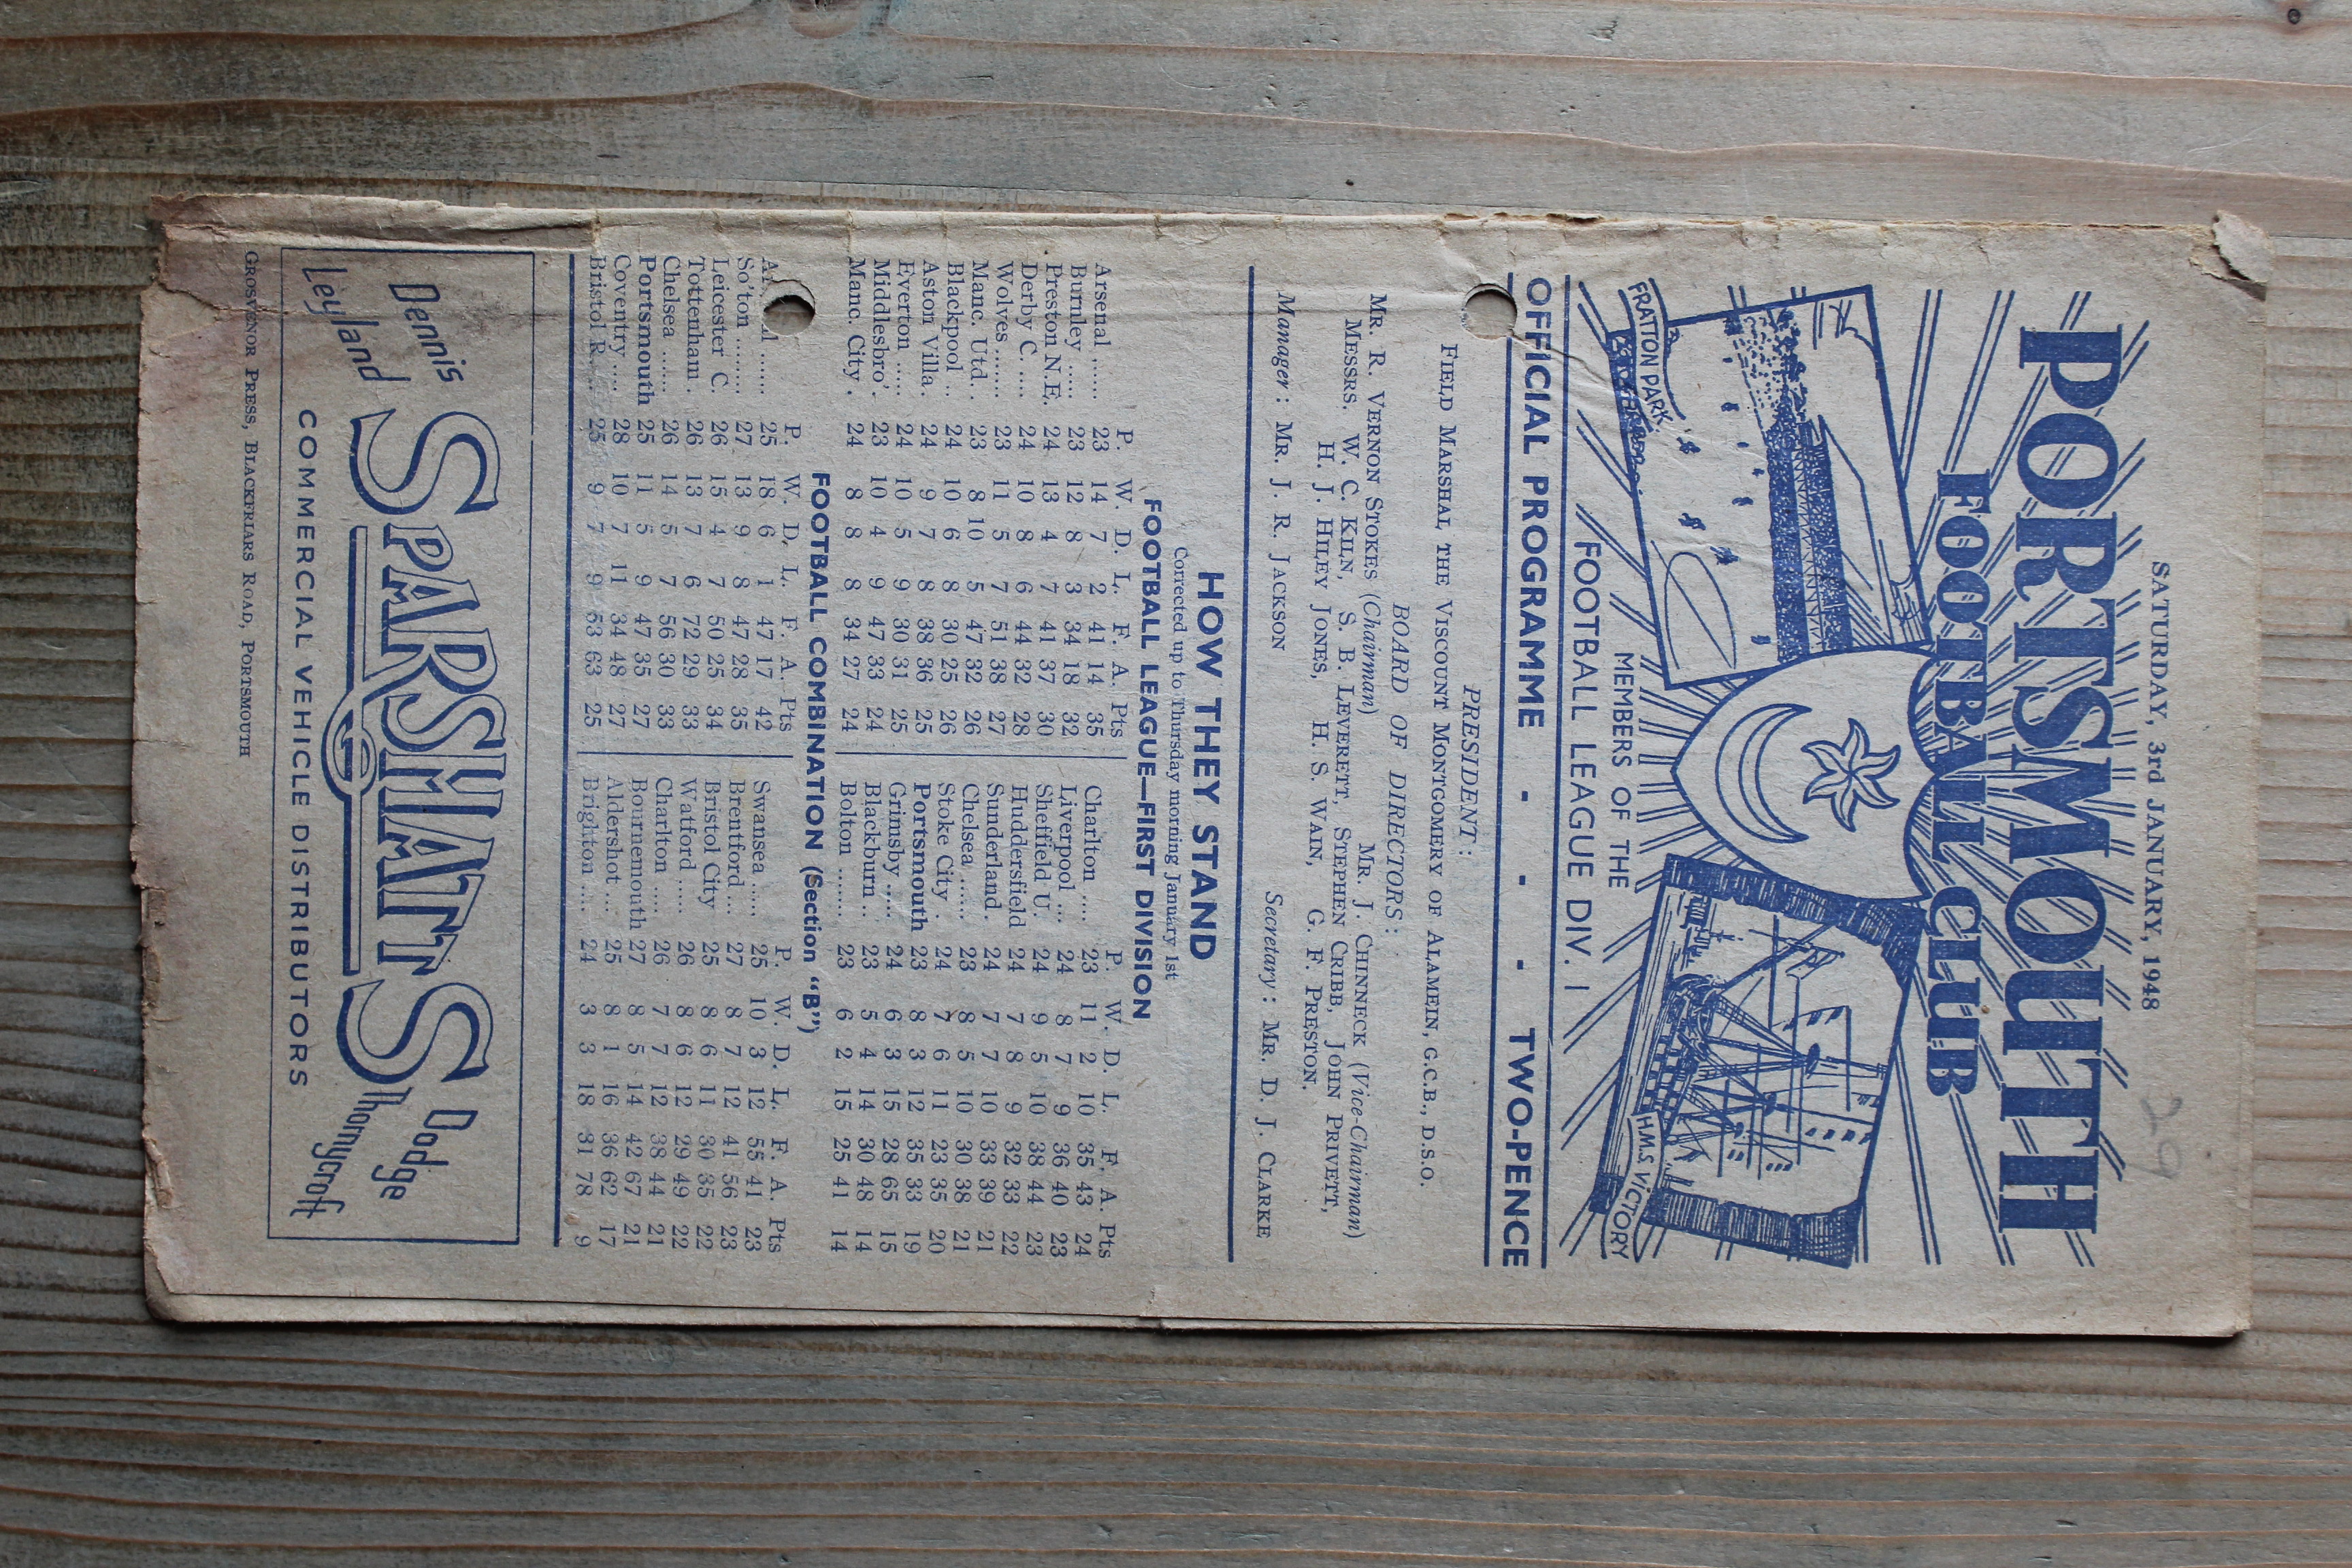 SATURDAY, 3rd JANUARY, 1948
29
PORTSMOUTH
FOOTBALL CLUB
FRATON PARK
H.M.S. VICTORY
MEMBERS OF THE
FOOTBALL LEAGUE DIV. 1
OFFICIAL PROGRAMME - - - TWO-PENCE
PRESIDENT:
FIELD MARSHAL THE VISCOUNT MONTGOMERY OF ALAMEIN, G.C.B., D.S.O.
BOARD OF DIRECTORS:
MR. R. VERNON STOKES (Chairman) MR. J. CHINNECK (Vice-Chairman)
MESSRS. W. C. KILN, S. B. LEVERETT, STEPHEN CRIBB, JOHN PRIVETT,
H. J. HILEY JONES, H. S. WAIN, G. F. PRESTON.
Manager: MR. J. R. JACKSON Secretary: MR. D. J. CLARKE
HOW THEY STAND
Corrected up to Thursday morning January 1st
FOOTBALL LEAGUE—FIRST DIVISION
P. W. D. L. F. A. Pts
Arsenal ...... 23 14 7 2 41 14 35
Burnley ..... 23 12 8 3 34 18 32
Preston N.E. 24 13 4 7 41 37 30
Derby C. .... 24 10 8 6 44 32 28
Wolves ...... 23 11 5 7 51 38 27
Manc. Utd. . 23 8 10 5 47 32 26
Blackpool .. 24 10 6 8 30 25 26
Aston Villa. 24 9 7 8 38 36 25
Everton ..... 24 10 5 9 30 31 25
Middlesbro'. 23 10 4 9 47 33 24
Manc. City . 24 8 8 8 34 27 24
P. W. D. L. F. A. Pts
Charlton ..... 23 11 2 10 35 43 24
Liverpool ... 24 8 7 9 36 40 23
Sheffield U. 24 9 5 10 38 44 23
Huddersfield 24 7 8 9 32 33 22
Sunderland . 24 7 7 10 33 39 21
Chelsea ...... 23 8 5 10 30 38 21
Stoke City . 24 7 6 11 23 35 20
Portsmouth 23 8 3 12 35 33 19
Grimsby .... 24 6 3 15 28 65 15
Blackburn .. 23 5 4 14 30 48 14
Bolton ....... 23 6 2 15 25 41 14
FOOTBALL COMBINATION (Section "B")
P. W. D. L. F. A. Pts
...... 25 18 6 1 47 17 42
So'ton ........ 27 13 9 8 47 28 35
Leicester C. 26 15 4 7 50 25 34
Tottenham . 26 13 7 6 72 29 33
Chelsea ...... 26 14 5 7 56 30 33
Portsmouth 25 11 5 9 47 35 27
Coventry .... 28 10 7 11 34 48 27
Bristol R. ... 25 9 7 9 53 63 25
P. W. D. L. F. A. Pts
Swansea ..... 25 10 3 12 55 41 23
Brentford ... 27 8 7 12 41 56 23
Bristol City 25 8 6 11 30 35 22
Watford ..... 26 8 6 12 29 49 22
Charlton ..... 26 7 7 12 38 44 21
Bournemouth 27 8 5 14 42 67 21
Aldershot ... 25 8 1 16 36 62 17
Brighton .... 24 3 3 18 31 78 9
Dennis
Leyland
SPARSHATTS
Dodge
Thornycroft
COMMERCIAL VEHICLE DISTRIBUTORS
GROSVENOR PRESS, BLACKFRIARS ROAD, PORTSMOUTH